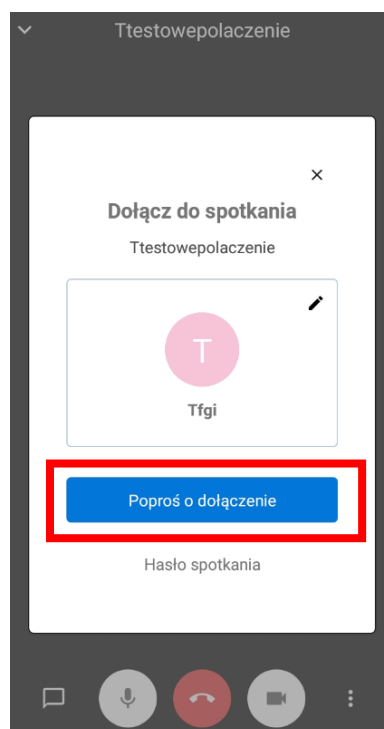 Ttestowepolaczenie
Dołącz do spotkania
Ttestowepolaczenie
T
Tfgi
Poproś o dołączenie
Hasło spotkania